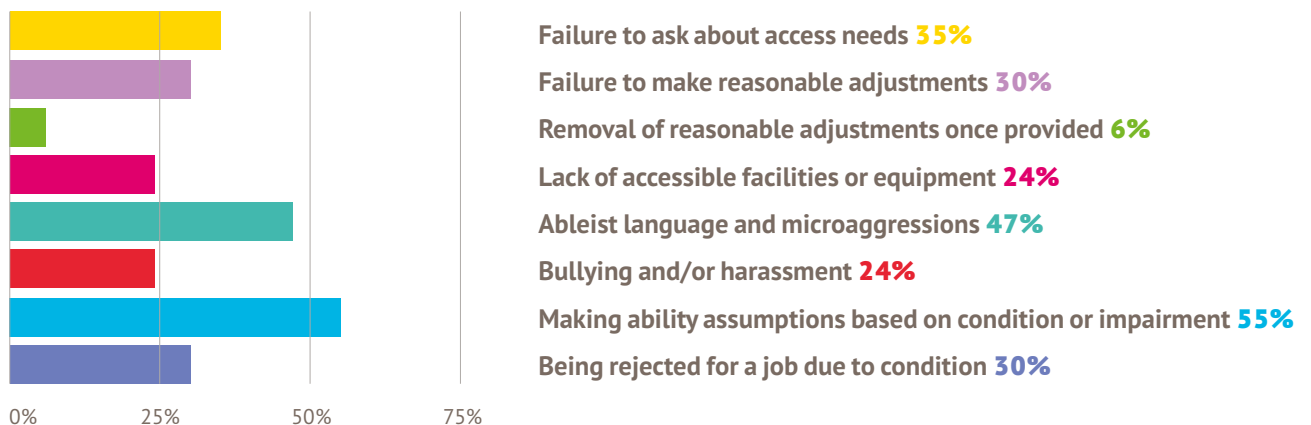 Failure to ask about access needs 35%
Failure to make reasonable adjustments 30%
Removal of reasonable adjustments once provided 6%
Lack of accessible facilities or equipment 24%
Ableist language and microaggressions 47%
Bullying and/or harassment 24%
Making ability assumptions based on condition or impairment 55%
Being rejected for a job due to condition 30%
0% 25% 50% 75%